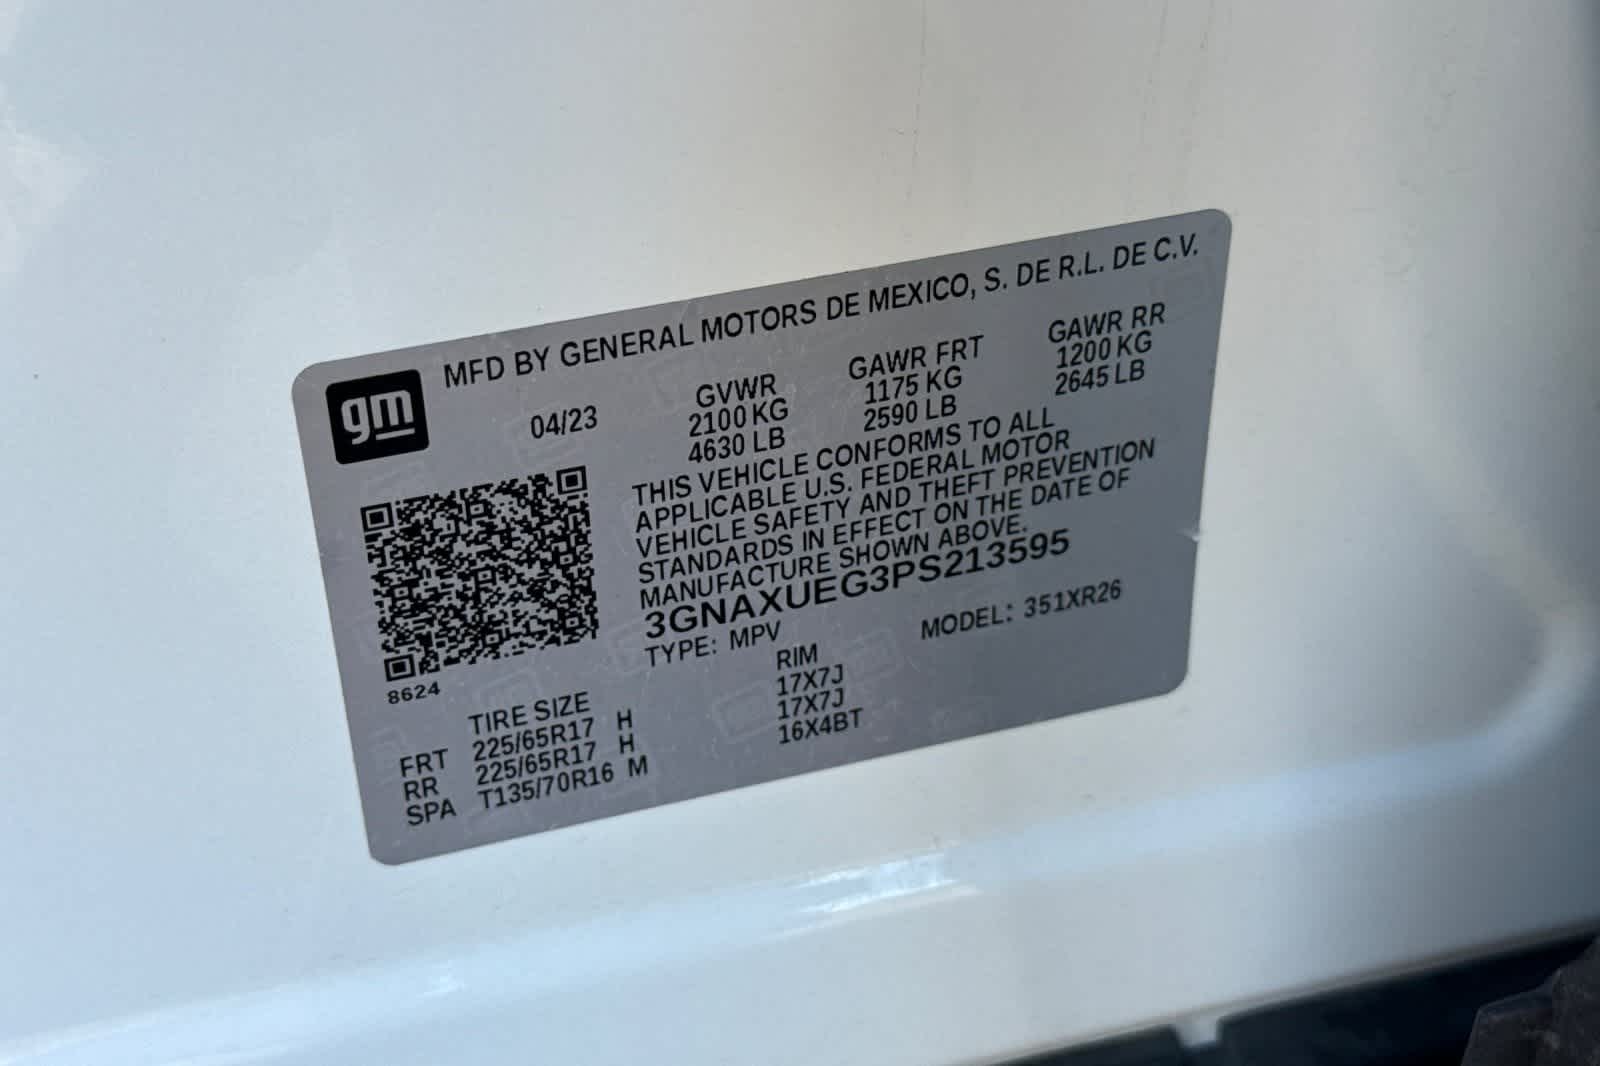 MFD BY GENERAL MOTORS DE MEXICO, S. DE R.L. DE C.V.
gm
04/23
GVWR GAWR FRT GAWR RR
2100 KG 1175 KG 1200 KG
4630 LB 2590 LB 2645 LB
THIS VEHICLE CONFORMS TO ALL
APPLICABLE U.S. FEDERAL MOTOR
VEHICLE SAFETY AND THEFT PREVENTION
STANDARDS IN EFFECT ON THE DATE OF
MANUFACTURE SHOWN ABOVE.
3GNAXUEG3PS213595
TYPE: MPV MODEL: 351XR26
8624
TIRE SIZE RIM
FRT 225/65R17 H 17X7J
RR 225/65R17 H 17X7J
SPA T135/70R16 M 16X4BT